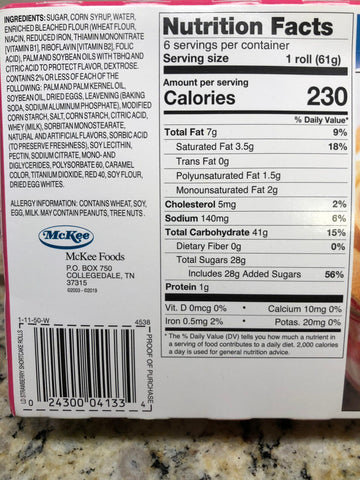 INGREDIENTS: SUGAR, CORN SYRUP, WATER,
ENRICHED BLEACHED FLOUR (WHEAT FLOUR,
NIACIN, REDUCED IRON, THIAMIN MONONITRATE
[VITAMIN B1], RIBOFLAVIN [VITAMIN B2], FOLIC
ACID), PALM AND SOYBEAN OILS WITH TBHQ AND
CITRIC ACID TO PROTECT FLAVOR, DEXTROSE.
CONTAINS 2% OR LESS OF EACH OF THE
FOLLOWING: PALM AND PALM KERNEL OIL,
SOYBEAN OIL, DRIED EGGS, LEAVENING (BAKING
SODA, SODIUM ALUMINUM PHOSPHATE), MODIFIED
CORN STARCH, SALT, CORN STARCH, CITRIC ACID,
WHEY (MILK), SORBITAN MONOSTEARATE,
NATURAL AND ARTIFICIAL FLAVORS, SORBIC ACID
(TO PRESERVE FRESHNESS), SOY LECITHIN,
PECTIN, SODIUM CITRATE, MONO- AND
DIGLYCERIDES, POLYSORBATE 60, CARAMEL
COLOR, TITANIUM DIOXIDE, RED 40, SOY FLOUR,
DRIED EGG WHITES.
ALLERGY INFORMATION: CONTAINS WHEAT, SOY,
EGG, MILK. MAY CONTAIN PEANUTS, TREE NUTS.
McKee
McKee Foods
P.O. BOX 750
COLLEGEDALE, TN
37315
©2003 - ©2019
1-11-50-W
4538
LD STRAWBERRY SHORTCAKE ROLLS
PROOF OF PURCHASE
0 24300 04133 4
Nutrition Facts
6 servings per container
Serving size 1 roll (61g)
Amount per serving
Calories 230
% Daily Value*
Total Fat 7g 9%
Saturated Fat 3.5g 18%
Trans Fat 0g
Polyunsaturated Fat 1.5g
Monounsaturated Fat 2g
Cholesterol 5mg 2%
Sodium 140mg 6%
Total Carbohydrate 41g 15%
Dietary Fiber 0g 0%
Total Sugars 28g
Includes 28g Added Sugars 56%
Protein 1g
Vit. D 0mcg 0% • Calcium 10mg 0%
Iron 0.5mg 2% • Potas. 20mg 0%
* The % Daily Value (DV) tells you how much a nutrient in
a serving of food contributes to a daily diet. 2,000 calories
a day is used for general nutrition advice.